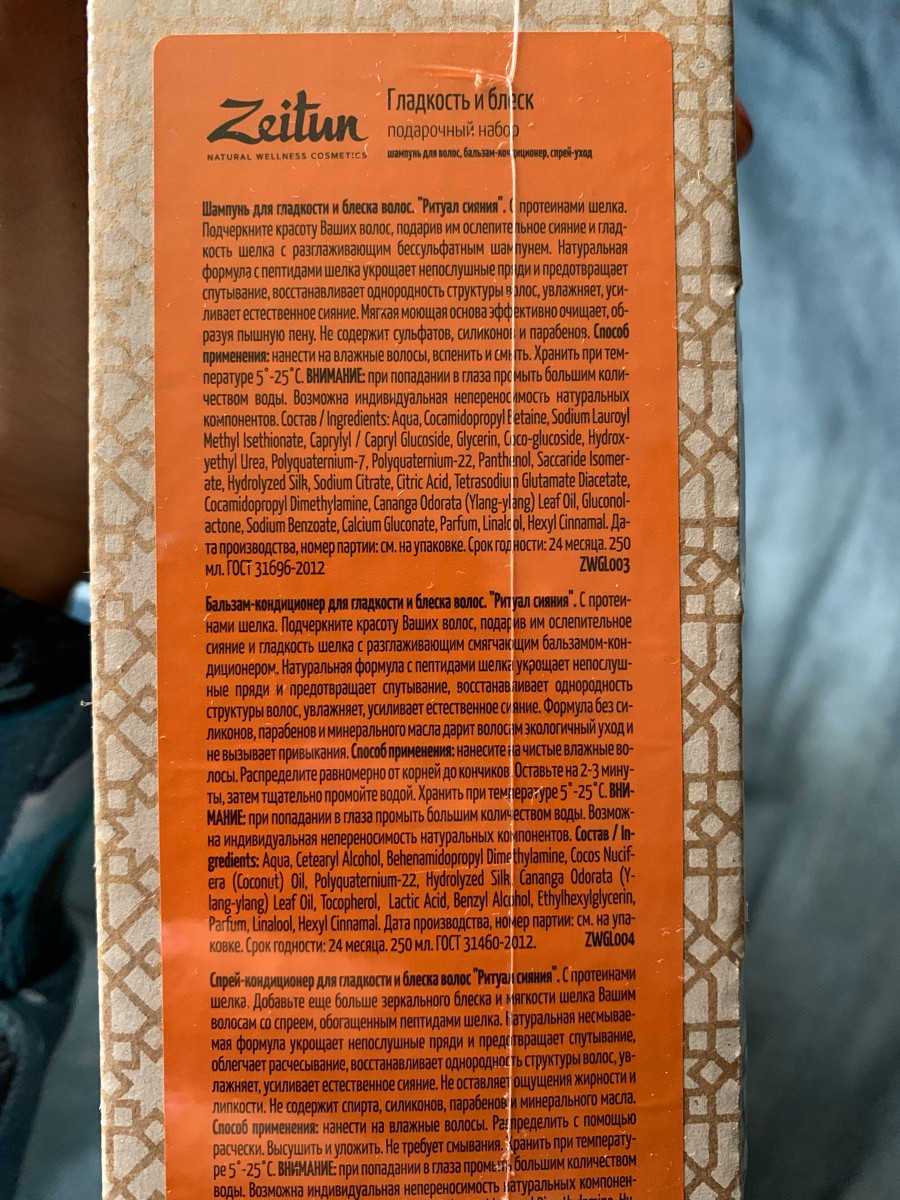 Zeitun
NATURAL WELLNESS COSMETICS
Гладкость и блеск
подарочный набор
шампунь для волос, бальзам-кондиционер, спрей-уход
Шампунь для гладкости и блеска волос. "Ритуал сияния". С протеинами шелка.
Подчеркните красоту Ваших волос, подарив им ослепительное сияние и глад-
кость шелка с разглаживающим бессульфатным шампунем. Натуральная
формула с пептидами шелка укрощает непослушные пряди и предотвращает
спутывание, восстанавливает однородность структуры волос, увлажняет, уси-
ливает естественное сияние. Мягкая моющая основа эффективно очищает, об-
разуя пышную пену. Не содержит сульфатов, силиконов и парабенов. Способ
применения: нанести на влажные волосы, вспенить и смыть. Хранить при тем-
пературе 5˚-25˚С. ВНИМАНИЕ: при попадании в глаза промыть большим коли-
чеством воды. Возможна индивидуальная непереносимость натуральных
компонентов. Состав / Ingredients: Aqua, Cocamidopropyl Betaine, Sodium Lauroyl
Methyl Isethionate, Caprylyl / Capryl Glucoside, Glycerin, Coco-glucoside, Hydrox-
yethyl Urea, Polyquaternium-7, Polyquaternium-22, Panthenol, Saccaride Isomer-
ate, Hydrolyzed Silk, Sodium Citrate, Citric Acid, Tetrasodium Glutamate Diacetate,
Cocamidopropyl Dimethylamine, Cananga Odorata (Ylang-ylang) Leaf Oil, Gluconol-
actone, Sodium Benzoate, Calcium Gluconate, Parfum, Linalool, Hexyl Cinnamal. Да-
та производства, номер партии: см. на упаковке. Срок годности: 24 месяца. 250
мл. ГОСТ 31696-2012 ZWGL003
Бальзам-кондиционер для гладкости и блеска волос. "Ритуал сияния". С протеи-
нами шелка. Подчеркните красоту Ваших волос, подарив им ослепительное
сияние и гладкость шелка с разглаживающим смягчающим бальзамом-кон-
диционером. Натуральная формула с пептидами шелка укрощает непослуш-
ные пряди и предотвращает спутывание, восстанавливает однородность
структуры волос, увлажняет, усиливает естественное сияние. Формула без си-
ликонов, парабенов и минерального масла дарит волосам экологичный уход и
не вызывает привыкания. Способ применения: нанесите на чистые влажные во-
лосы. Распределите равномерно от корней до кончиков. Оставьте на 2-3 мину-
ты, затем тщательно промойте водой. Хранить при температуре 5˚-25˚С. ВНИ-
МАНИЕ: при попадании в глаза промыть большим количеством воды. Возмож-
на индивидуальная непереносимость натуральных компонентов. Состав / In-
gredients: Aqua, Cetearyl Alcohol, Behenamidopropyl Dimethylamine, Cocos Nucif-
era (Coconut) Oil, Polyquaternium-22, Hydrolyzed Silk, Cananga Odorata (Y-
lang-ylang) Leaf Oil, Tocopherol, Lactic Acid, Benzyl Alcohol, Ethylhexylglycerin,
Parfum, Linalool, Hexyl Cinnamal. Дата производства, номер партии: см. на упа-
ковке. Срок годности: 24 месяца. 250 мл. ГОСТ 31460-2012. ZWGL004
Спрей-кондиционер для гладкости и блеска волос "Ритуал сияния". С протеинами
шелка. Добавьте еще больше зеркального блеска и мягкости шелка Вашим
волосам со спреем, обогащенным пептидами шелка. Натуральная несмывае-
мая формула укрощает непослушные пряди и предотвращает спутывание,
облегчает расчесывание, восстанавливает однородность структуры волос, ув-
лажняет, усиливает естественное сияние. Не оставляет ощущения жирности и
липкости. Не содержит спирта, силиконов, парабенов и минерального масла.
Способ применения: нанести на влажные волосы. Распределить с помощью
расчески. Высушить и уложить. Не требует смывания. Хранить при температу-
ре 5˚-25˚С. ВНИМАНИЕ: при попадании в глаза промыть большим количеством
воды. Возможна индивидуальная непереносимость натуральных компонен-